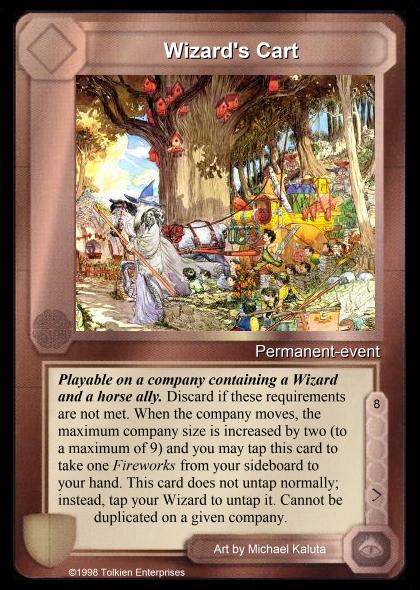 Wizard's Cart
Permanent-event
Playable on a company containing a Wizard
and a horse ally. Discard if these requirements
are not met. When the company moves, the
maximum company size is increased by two (to
a maximum of 9) and you may tap this card to
take one Fireworks from your sideboard to
your hand. This card does not untap normally;
instead, tap your Wizard to untap it. Cannot be
duplicated on a given company.
8
Art by Michael Kaluta
©1998 Tolkien Enterprises